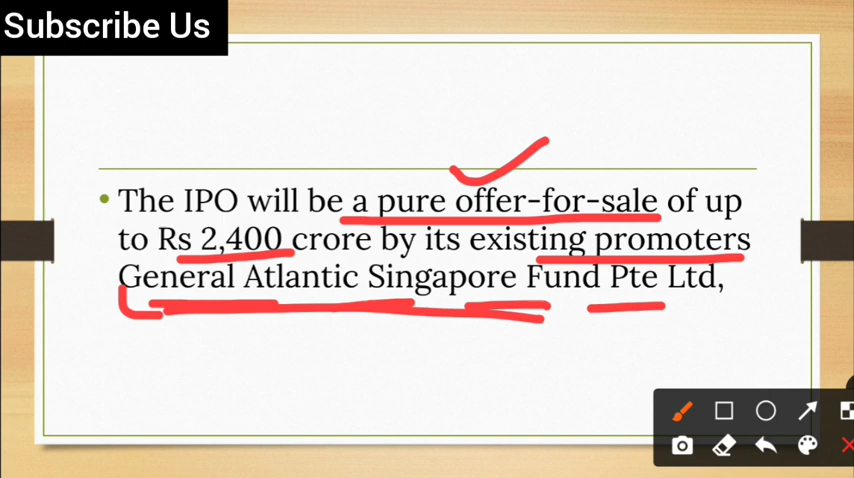 Subscribe Us
• The IPO will be a pure offer-for-sale of up
to Rs 2,400 crore by its existing promoters
General Atlantic Singapore Fund Pte Ltd,